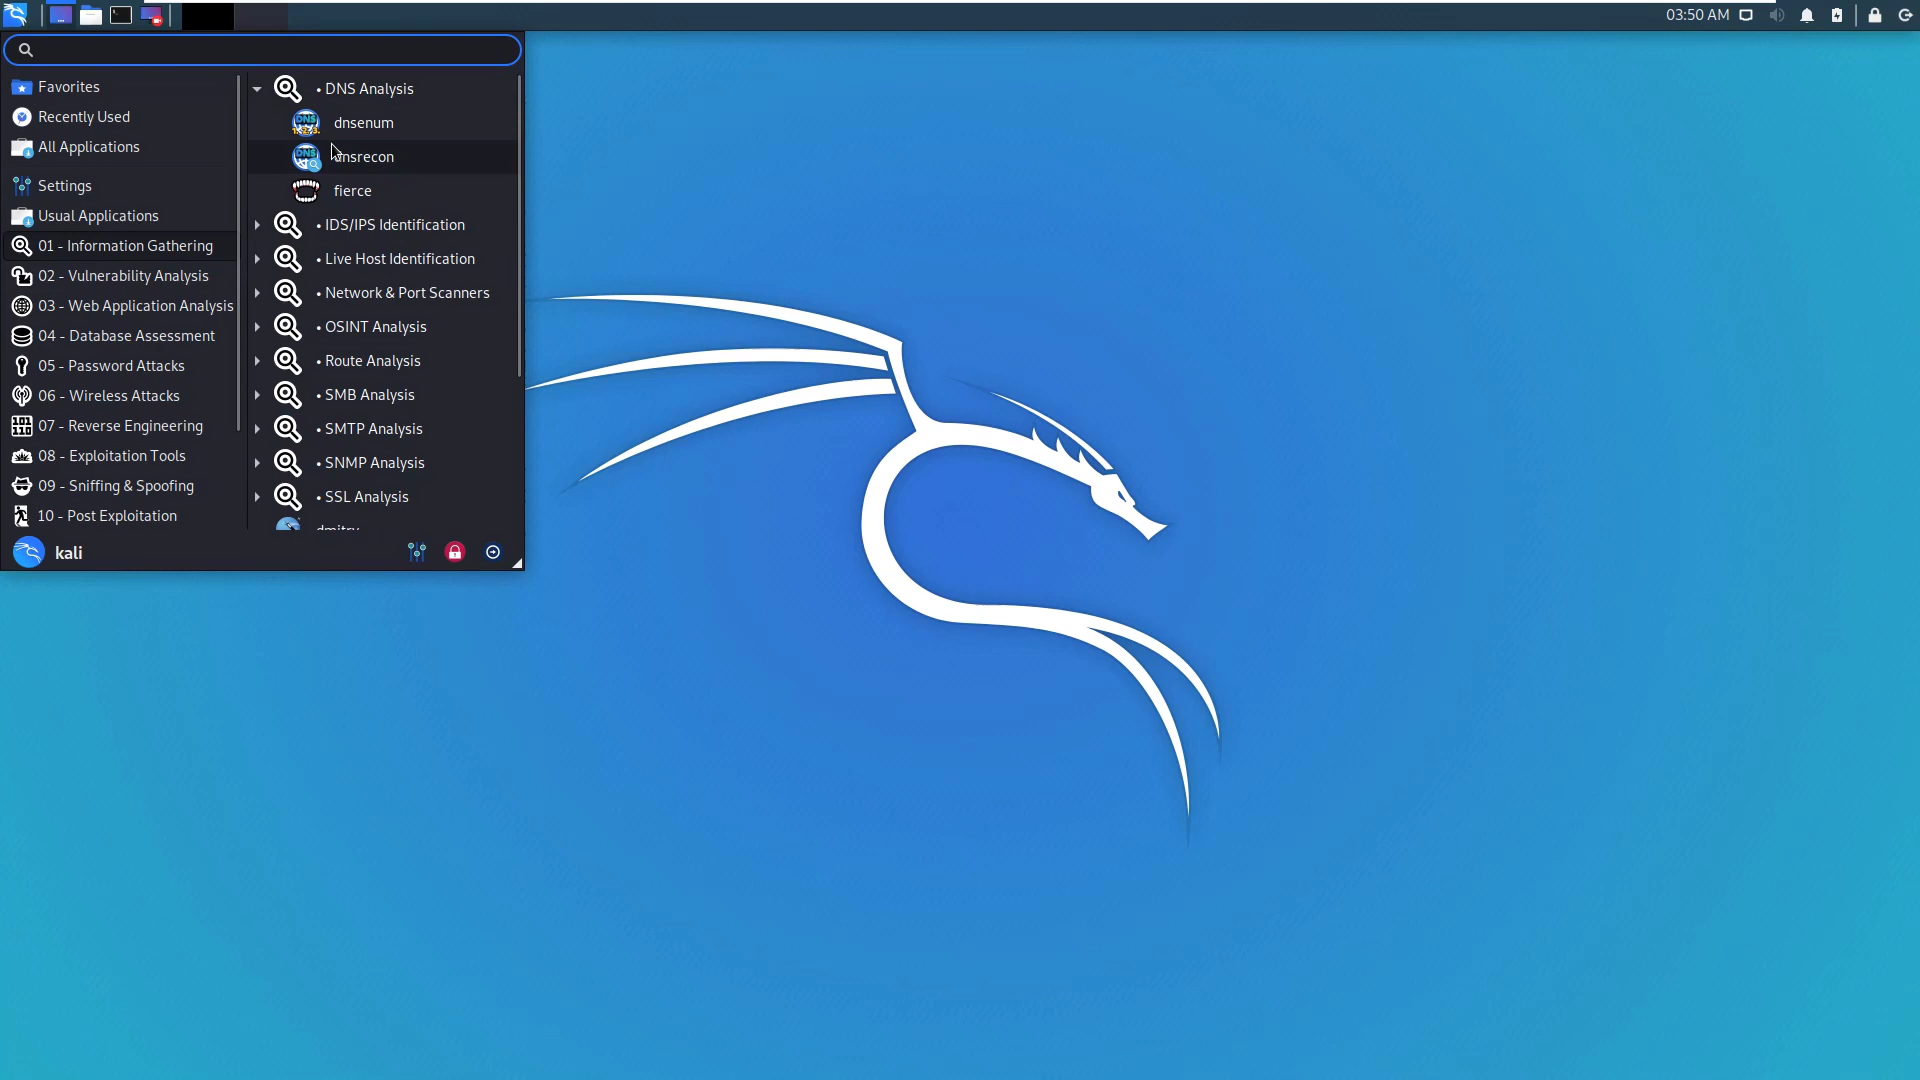 03:50 AM
Favorites
Recently Used
All Applications
Settings
Usual Applications
01 - Information Gathering
02 - Vulnerability Analysis
03 - Web Application Analysis
04 - Database Assessment
05 - Password Attacks
06 - Wireless Attacks
07 - Reverse Engineering
08 - Exploitation Tools
09 - Sniffing & Spoofing
10 - Post Exploitation
• DNS Analysis
dnsenum
dnsrecon
fierce
• IDS/IPS Identification
• Live Host Identification
• Network & Port Scanners
• OSINT Analysis
• Route Analysis
• SMB Analysis
• SMTP Analysis
• SNMP Analysis
• SSL Analysis
dmitry
kali